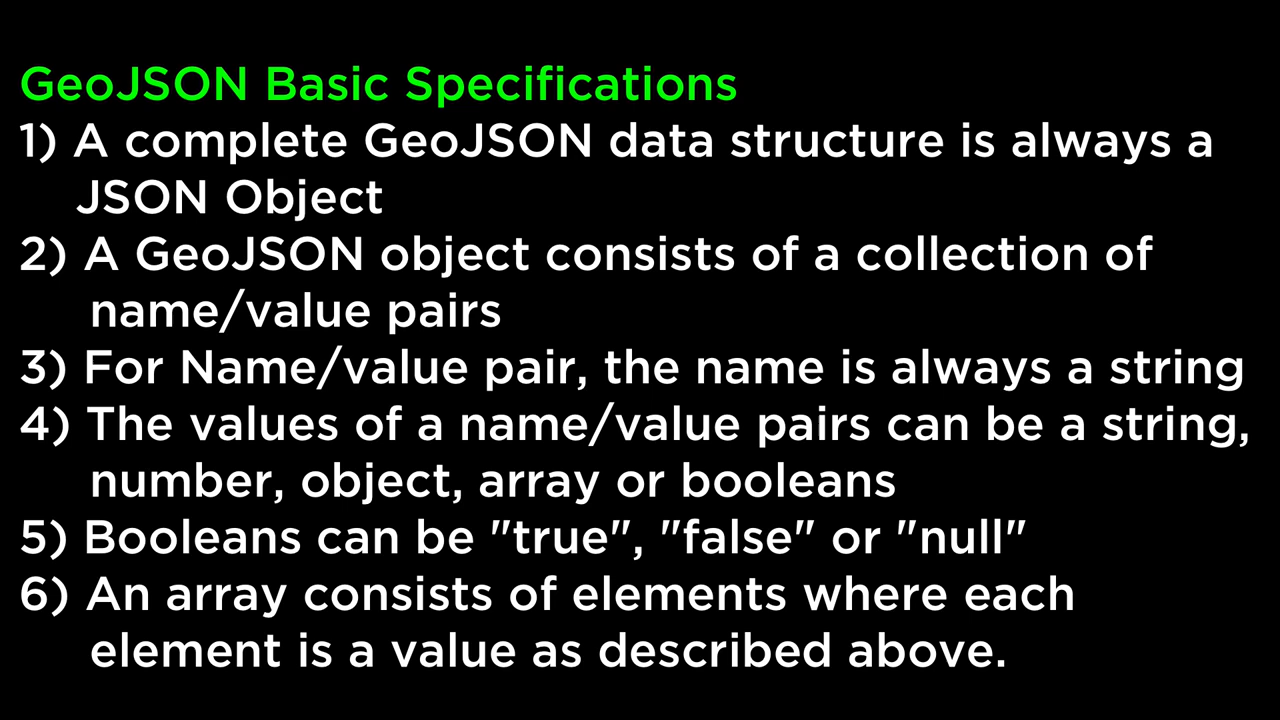 GeoJSON Basic Specifications
1) A complete GeoJSON data structure is always a
JSON Object
2) A GeoJSON object consists of a collection of
name/value pairs
3) For Name/value pair, the name is always a string
4) The values of a name/value pairs can be a string,
number, object, array or booleans
5) Booleans can be "true", "false" or "null"
6) An array consists of elements where each
element is a value as described above.